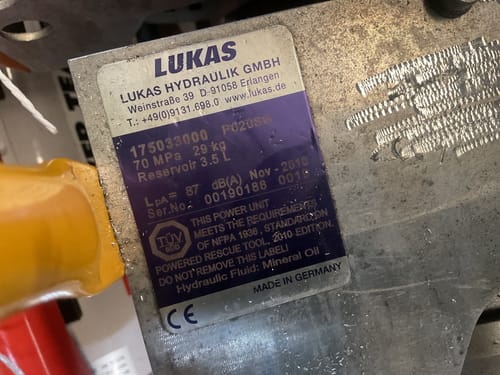 LUKAS
LUKAS HYDRAULIK GMBH
Weinstraße 39 D-91058 Erlangen
T.: +49(0)9131.698.0 www.lukas.de
175033000
70 MPa 29 kg
Reservoir 3.5 L
LpA = 87 dB(A) Nov - 2010
Ser.No.: 00190188
TÜV
THIS POWER UNIT
MEETS THE REQUIREMENTS
OF NFPA 1936, STANDARD ON
POWERED RESCUE TOOL, 2010 EDITION.
DO NOT REMOVE THIS LABEL!
Hydraulic Fluid: Mineral Oil
MADE IN GERMANY
CE